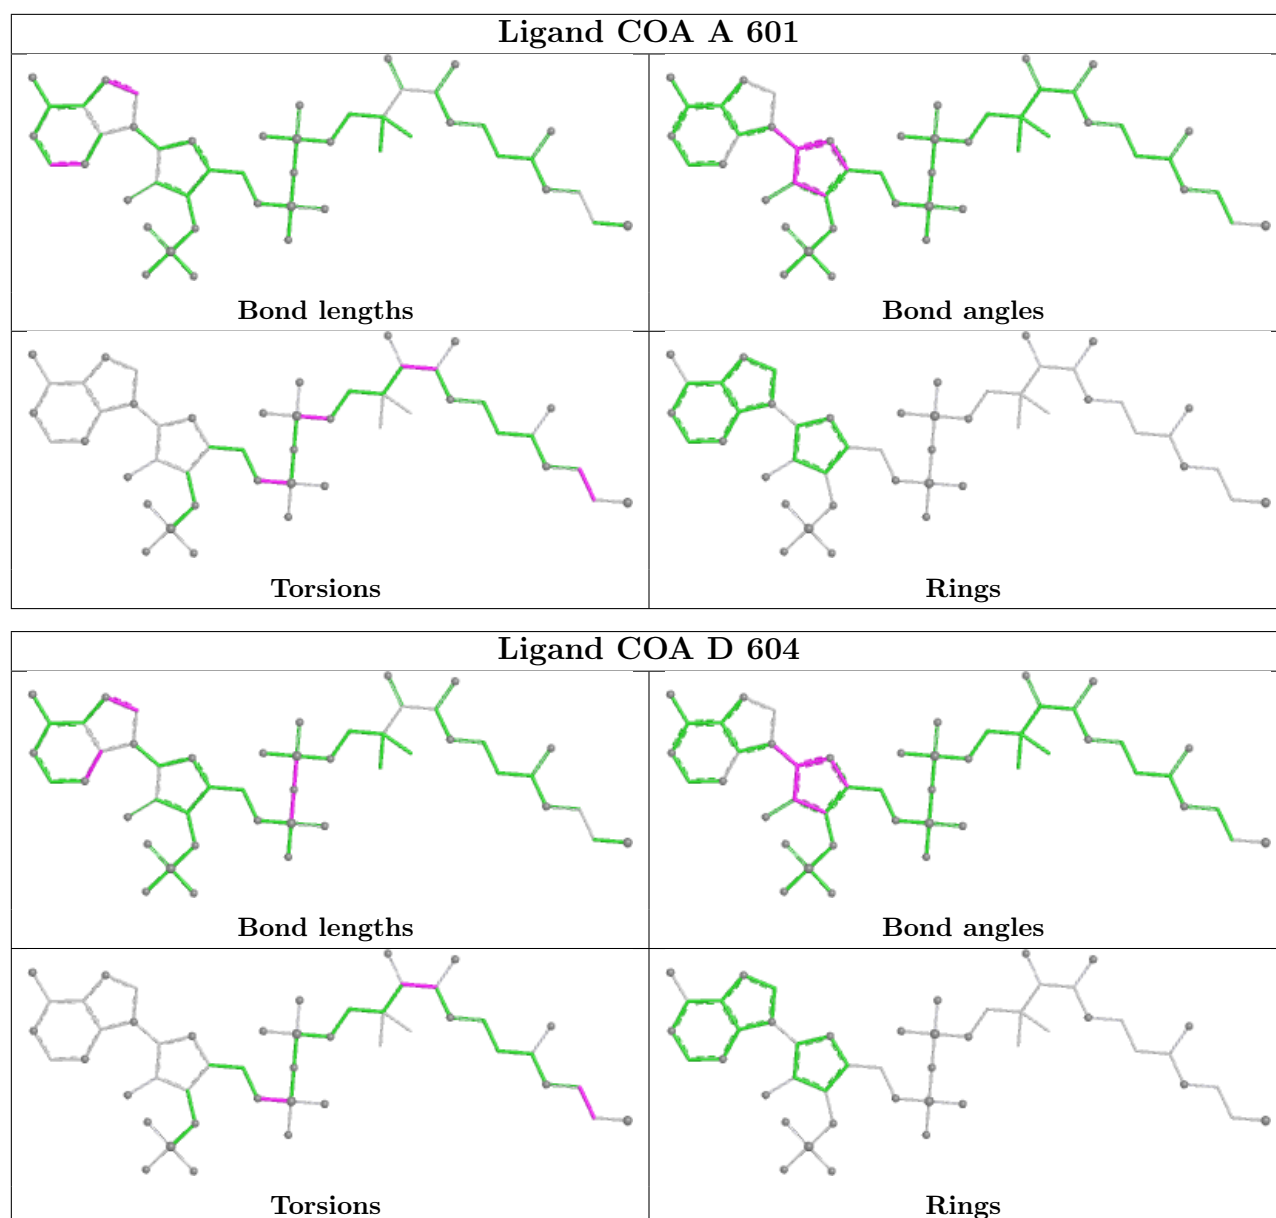 Ligand COA A 601
Bond lengths
Bond angles
Torsions
Rings
Ligand COA D 604
Bond lengths
Bond angles
Torsions
Rings